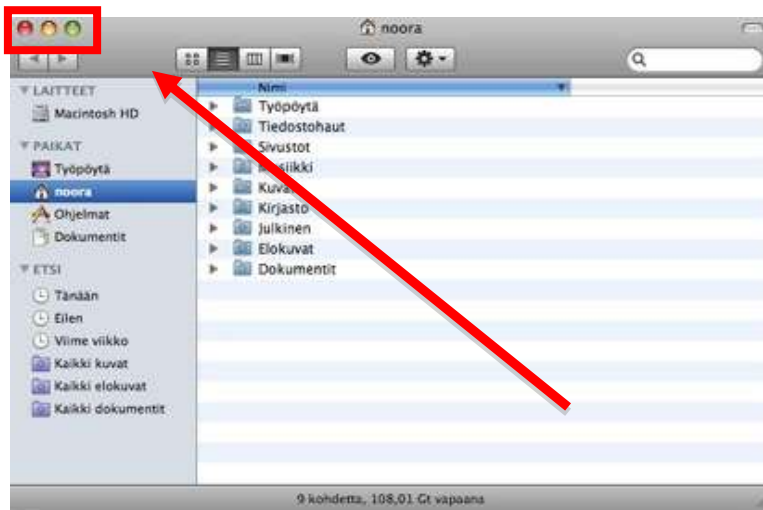 noora
Nimi
LAITTEET
Macintosh HD
PAIKAT
Työpöytä
noora
Ohjelmat
Dokumentit
ETSI
Tänään
Eilen
Viime viikko
Kaikki kuvat
Kaikki elokuvat
Kaikki dokumentit
Työpöytä
Tiedostohaut
Sivustot
Kirjasto
Julkinen
Elokuvat
Dokumentit
9 kohdetta, 108,01 Gt vapaana